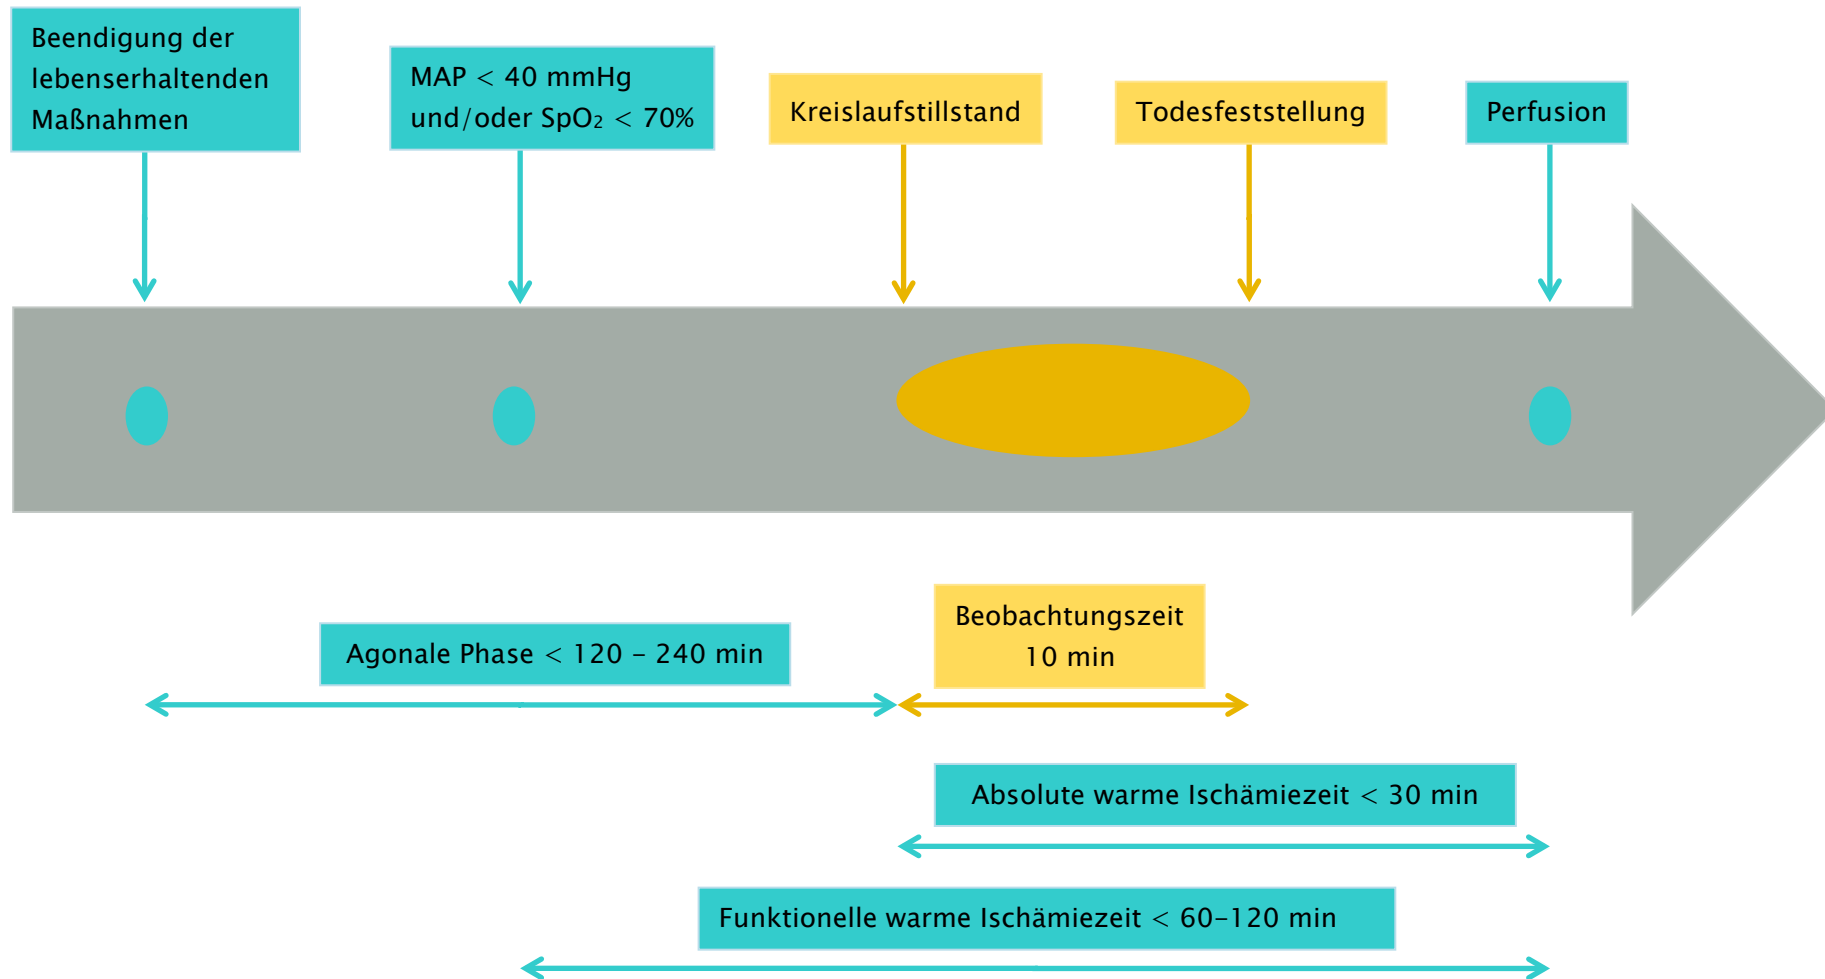 Beendigung der
lebenserhaltenden
Maßnahmen
MAP < 40 mmHg
und/oder SpO₂ < 70%
Kreislaufstillstand
Todesfeststellung
Perfusion
Beobachtungszeit
10 min
Agonale Phase < 120 – 240 min
Absolute warme Ischämiezeit < 30 min
Funktionelle warme Ischämiezeit < 60–120 min